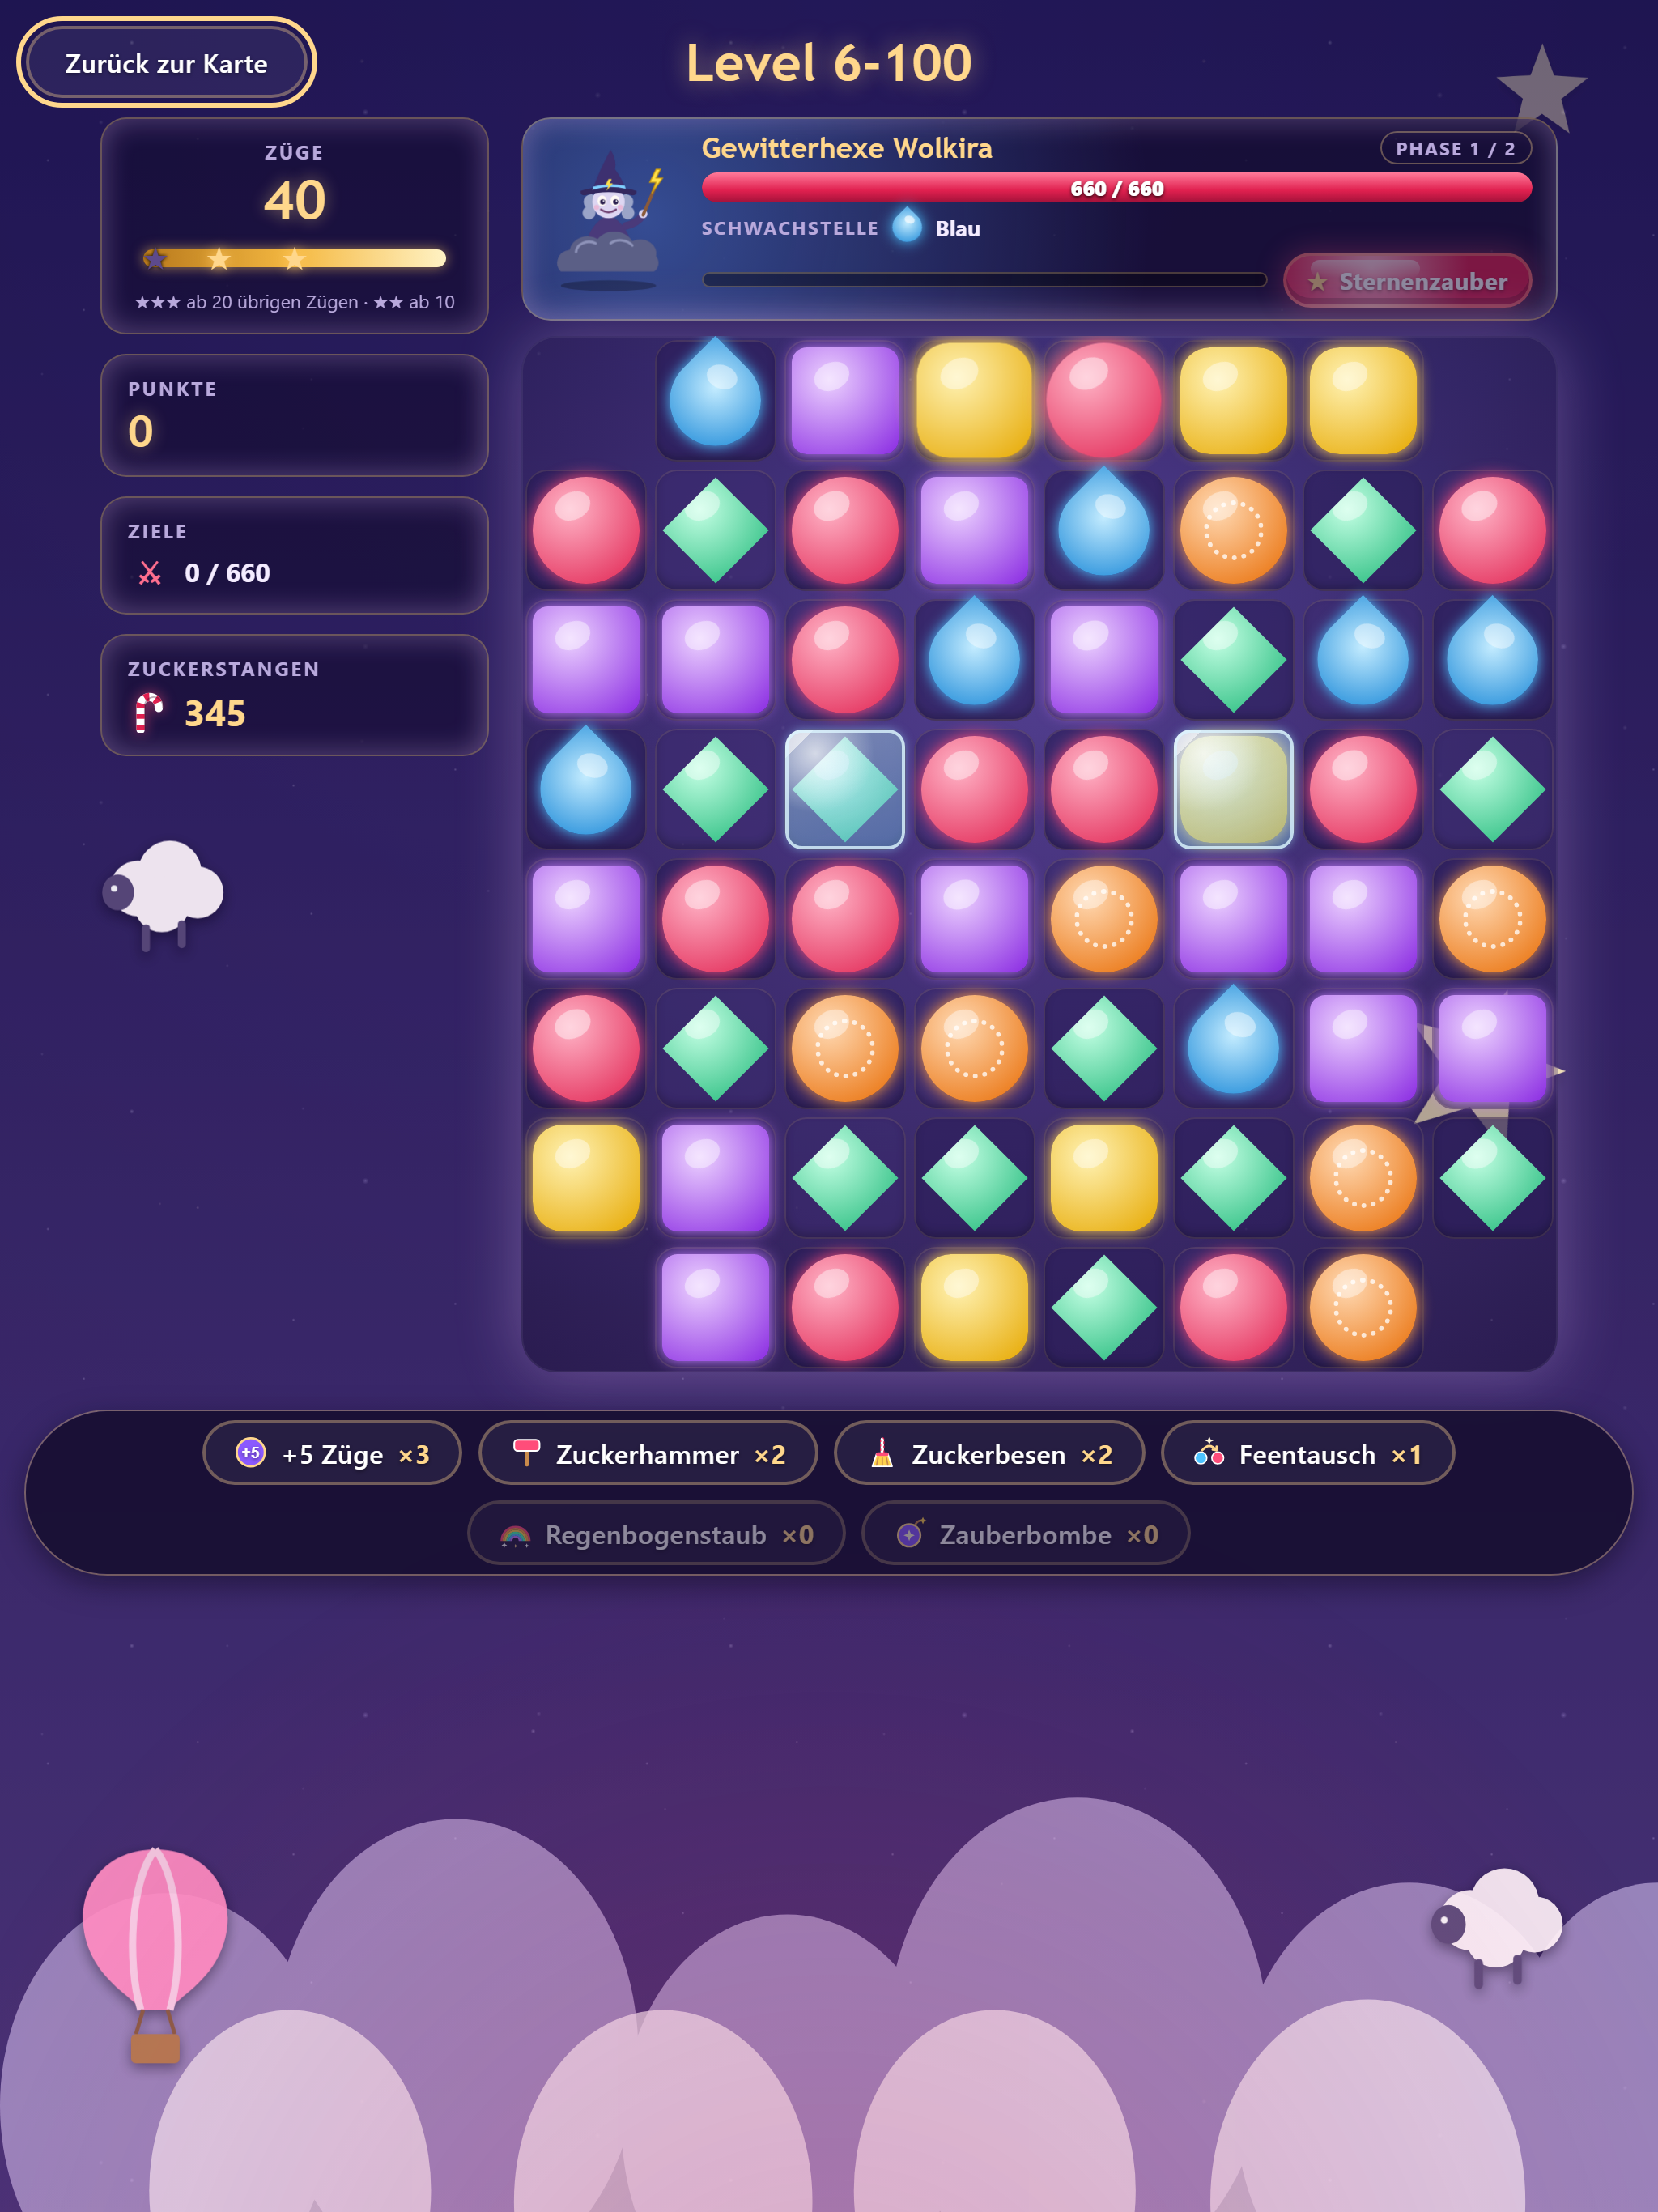 Zurück zur Karte
Level 6-100
ZÜGE
40
★★★ ab 20 übrigen Zügen · ★★ ab 10
Gewitterhexe Wolkira
PHASE 1 / 2
660 / 660
SCHWACHSTELLE Blau
★ Sternenzauber
PUNKTE
0
ZIELE
0 / 660
ZUCKERSTANGEN
345
+5 +5 Züge ×3
Zuckerhammer ×2
Zuckerbesen ×2
Feentausch ×1
Regenbogenstaub ×0
Zauberbombe ×0